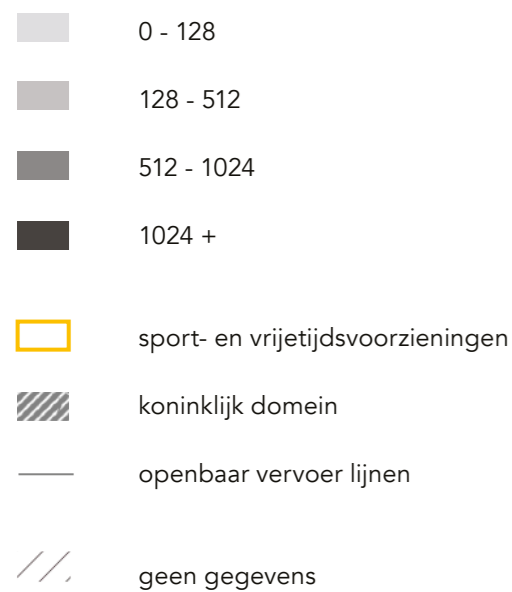 0 - 128
128 - 512
512 - 1024
1024 +
sport- en vrijetijdsvoorzieningen
koninklijk domein
openbaar vervoer lijnen
geen gegevens